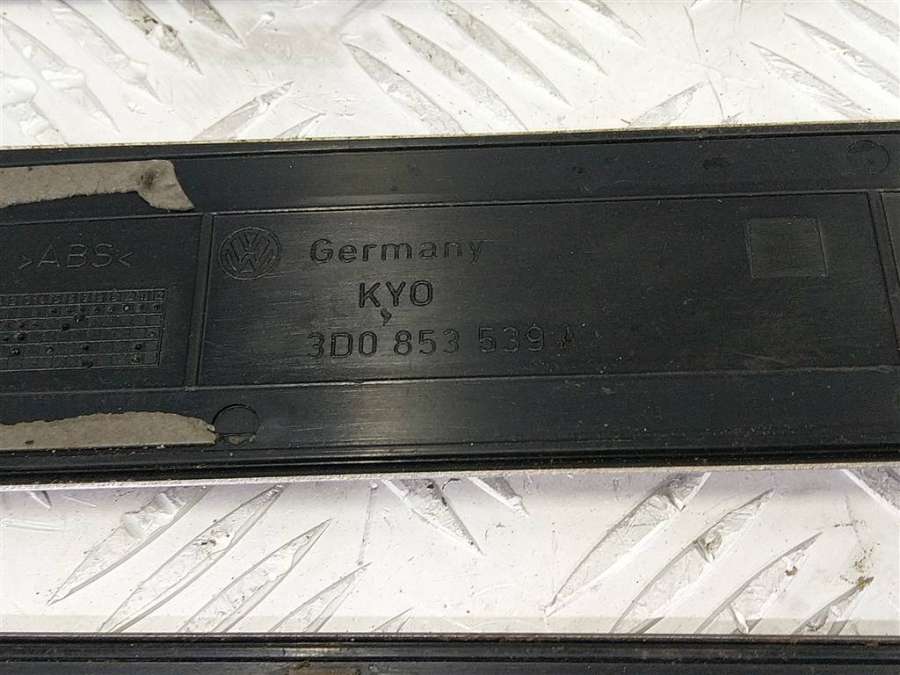 >ABS<
Germany
KYO
3D0 853 539 A